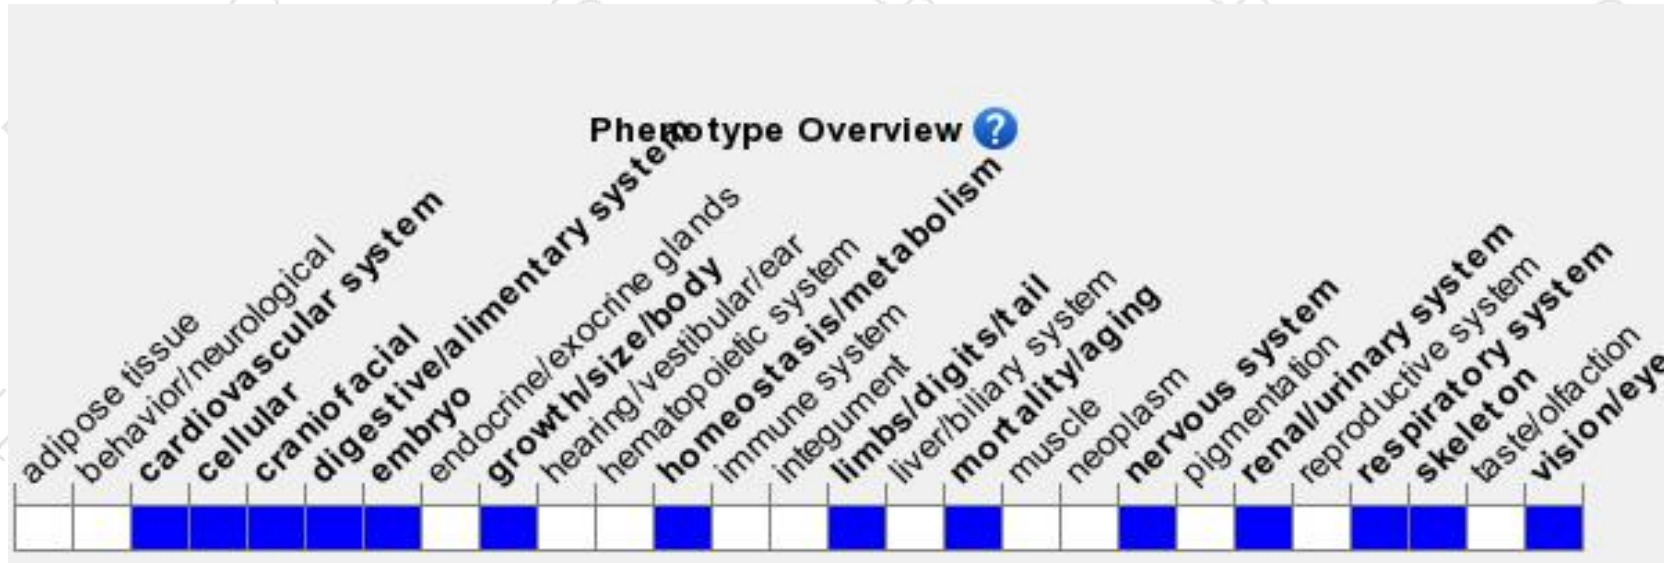 Phenotype Overview ?
adipose tissue
behavior/neurological
cardiovascular system
cellular
craniofacial
digestive/alimentary system
embryo
endocrine/exocrine glands
growth/size/body
hearing/vestibular/ear
hematopoietic system
homeostasis/metabolism
immune system
integument
limbs/digits/tail
liver/biliary system
mortality/aging
muscle
neoplasm
nervous system
pigmentation
renal/urinary system
reproductive system
respiratory system
skeleton
taste/olfaction
vision/eye